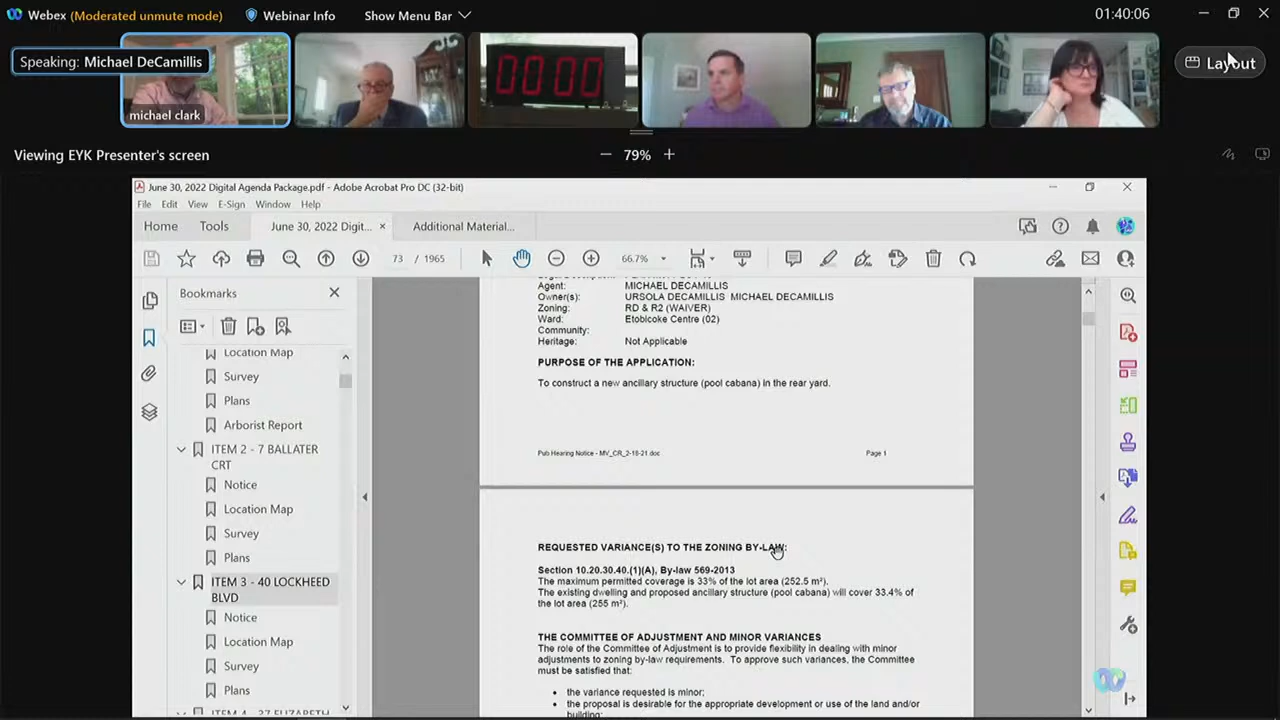 Webex (Moderated unmute mode) Webinar Info Show Menu Bar 01:40:06
Speaking: Michael DeCamillis
michael clark
00:00
Layout
Viewing EYK Presenter's screen
79%
June 30, 2022 Digital Agenda Package.pdf - Adobe Acrobat Pro DC (32-bit)
File Edit View E-Sign Window Help
Home Tools June 30, 2022 Digit... × Additional Material...
73 / 1965 66.7%
Bookmarks
Location Map
Survey
Plans
Arborist Report
ITEM 2 - 7 BALLATER
CRT
Notice
Location Map
Survey
Plans
ITEM 3 - 40 LOCKHEED
BLVD
Notice
Location Map
Survey
Plans
Agent: MICHAEL DECAMILLIS
Owner(s): URSOLA DECAMILLIS MICHAEL DECAMILLIS
Zoning: RD & R2 (WAIVER)
Ward: Etobicoke Centre (02)
Community:
Heritage: Not Applicable
PURPOSE OF THE APPLICATION:
To construct a new ancillary structure (pool cabana) in the rear yard.
Pub Hearing Notice - MV_CR_2-18-21.doc Page 1
REQUESTED VARIANCE(S) TO THE ZONING BY-LAW:
Section 10.20.30.40.(1)(A), By-law 569-2013
The maximum permitted coverage is 33% of the lot area (252.5 m²).
The existing dwelling and proposed ancillary structure (pool cabana) will cover 33.4% of
the lot area (255 m²).
THE COMMITTEE OF ADJUSTMENT AND MINOR VARIANCES
The role of the Committee of Adjustment is to provide flexibility in dealing with minor
adjustments to zoning by-law requirements. To approve such variances, the Committee
must be satisfied that:
• the variance requested is minor;
• the proposal is desirable for the appropriate development or use of the land and/or
building;